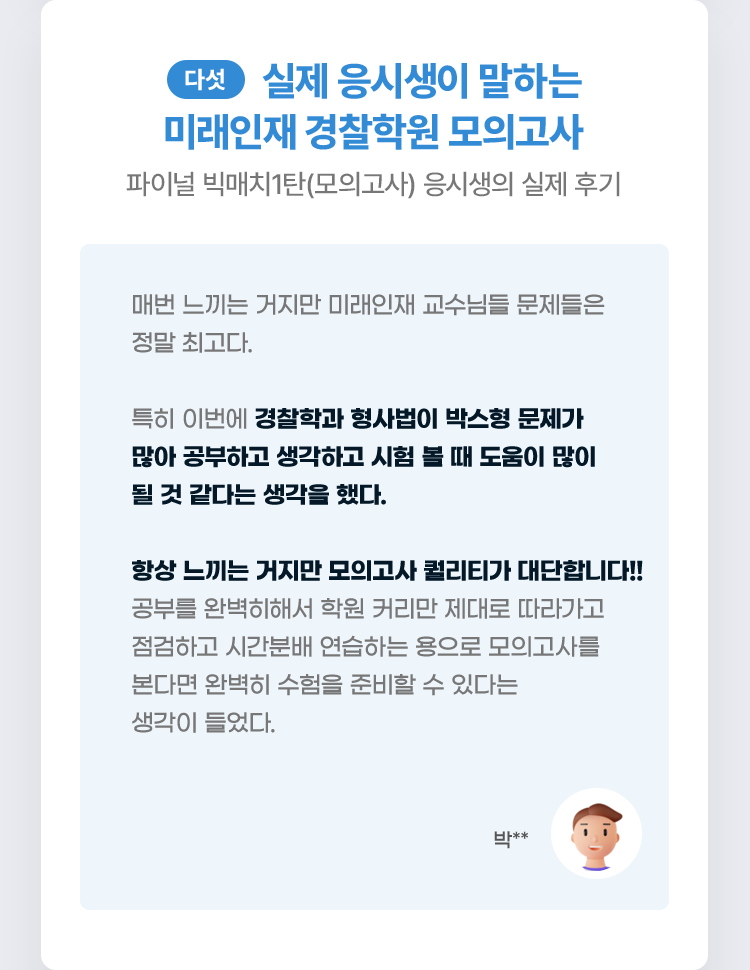 다섯 실제 응시생이 말하는
미래인재 경찰학원 모의고사
파이널 빅매치1탄(모의고사) 응시생의 실제 후기
매번 느끼는 거지만 미래인재 교수님들 문제들은
정말 최고다.
특히 이번에 경찰학과 형사법이 박스형 문제가
많아 공부하고 생각하고 시험 볼 때 도움이 많이
될 것 같다는 생각을 했다.
항상 느끼는 거지만 모의고사 퀄리티가 대단합니다!!
공부를 완벽히해서 학원 커리만 제대로 따라가고
점검하고 시간분배 연습하는 용으로 모의고사를
본다면 완벽히 수험을 준비할 수 있다는
생각이 들었다.
박**